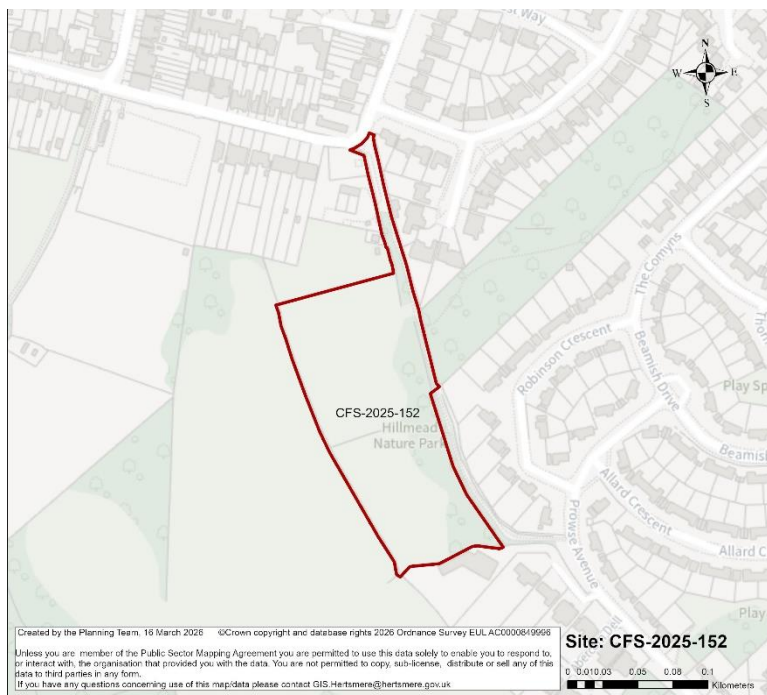 st Way
N
W E
S
The Comyns
Robinson Crescent
Beamish Drive
Play Sp
CFS-2025-152
Hillmead
Nature Park
Beamish
Allard Crescent
Allard C
Prowse Avenue
Play
Created by the Planning Team, 16 March 2026 ©Crown copyright and database rights 2026 Ordnance Survey EUL AC0000849996
Unless you are member of the Public Sector Mapping Agreement you are permitted to use this data solely to enable you to respond to,
or interact with, the organisation that provided you with the data. You are not permitted to copy, sub-license, distribute or sell any of this
data to third parties in any form.
If you have any questions concerning use of this map/data please contact GIS.Hertsmere@hertsmere.gov.uk
Site: CFS-2025-152
0 0.01 0.03 0.05 0.08 0.1
Kilometers